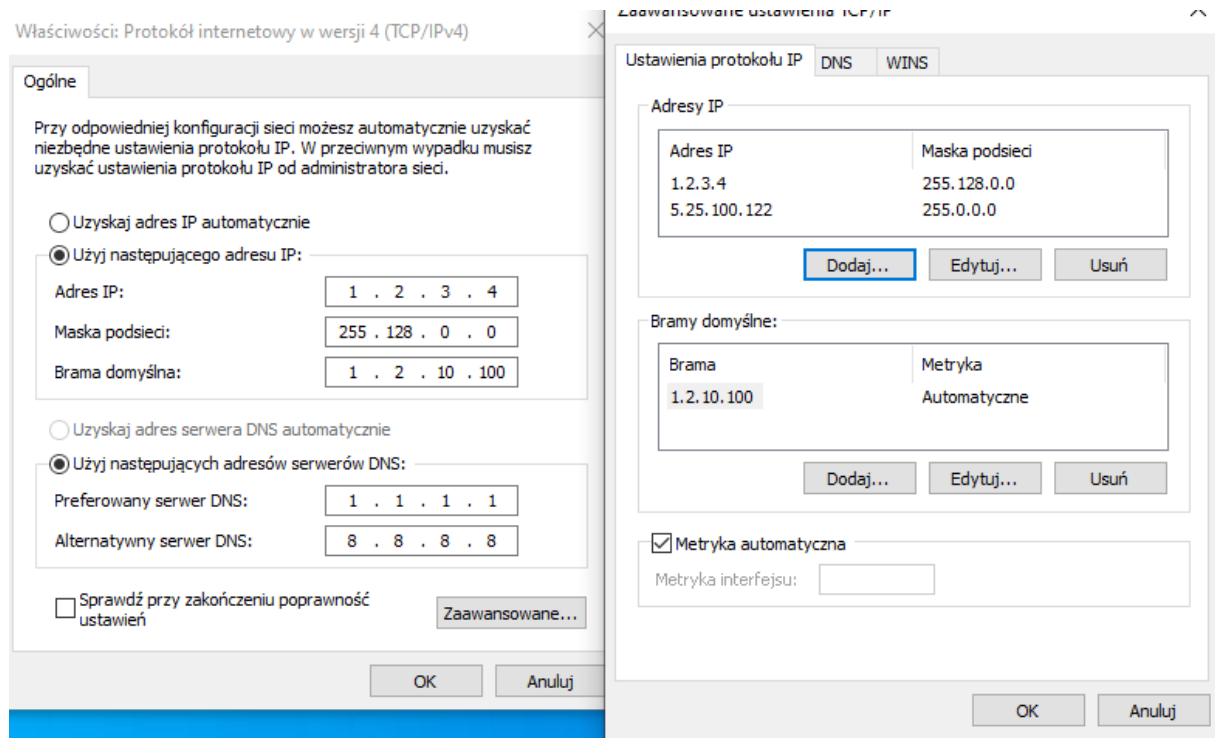 Właściwości: Protokół internetowy w wersji 4 (TCP/IPv4)
Ogólne
Przy odpowiedniej konfiguracji sieci możesz automatycznie uzyskać
niezbędne ustawienia protokołu IP. W przeciwnym wypadku musisz
uzyskać ustawienia protokołu IP od administratora sieci.
Uzyskaj adres IP automatycznie
Użyj następującego adresu IP:
Adres IP: 1 . 2 . 3 . 4
Maska podsieci: 255 . 128 . 0 . 0
Brama domyślna: 1 . 2 . 10 . 100
Uzyskaj adres serwera DNS automatycznie
Użyj następujących adresów serwerów DNS:
Preferowany serwer DNS: 1 . 1 . 1 . 1
Alternatywny serwer DNS: 8 . 8 . 8 . 8
Sprawdź przy zakończeniu poprawność
ustawień
Zaawansowane...
OK Anuluj
Zaawansowane ustawienia TCP/IP
Ustawienia protokołu IP DNS WINS
Adresy IP
Adres IP Maska podsieci
1.2.3.4 255.128.0.0
5.25.100.122 255.0.0.0
Dodaj... Edytuj... Usuń
Bramy domyślne:
Brama Metryka
1.2.10.100 Automatyczne
Dodaj... Edytuj... Usuń
Metryka automatyczna
Metryka interfejsu:
OK Anuluj